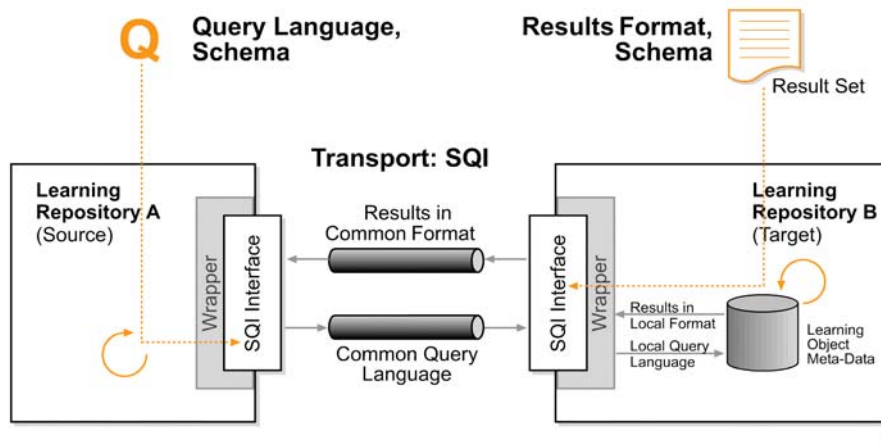 Q
Query Language,
Schema
Results Format,
Schema
Result Set
Transport: SQI
Learning
Repository A
(Source)
Wrapper
SQI Interface
Results in
Common Format
Common Query
Language
SQI Interface
Wrapper
Learning
Repository B
(Target)
Results in
Local Format
Local Query
Language
Learning
Object
Meta-Data